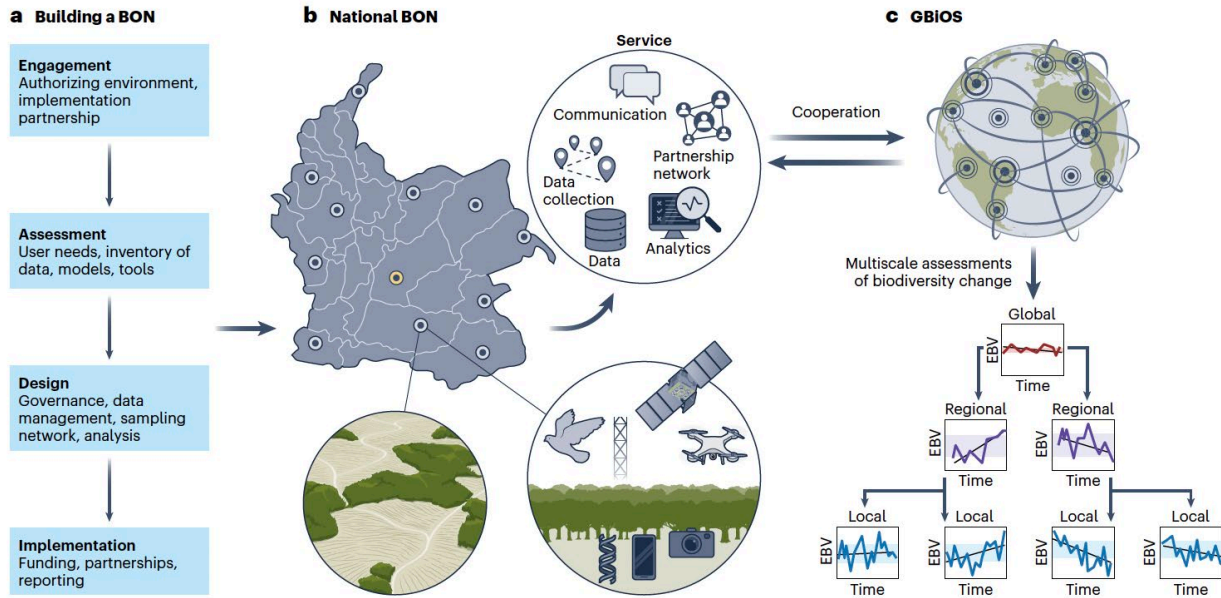 a Building a BON
Engagement
Authorizing environment,
implementation
partnership
Assessment
User needs, inventory of
data, models, tools
Design
Governance, data
management, sampling
network, analysis
Implementation
Funding, partnerships,
reporting
b National BON
Service
Communication
Partnership
network
Data
collection
Data
Analytics
Cooperation
c GBiOS
Multiscale assessments
of biodiversity change
Global
EBV
Time
Regional
EBV
Time
Regional
EBV
Time
Local
EBV
Time
Local
EBV
Time
Local
EBV
Time
Local
EBV
Time